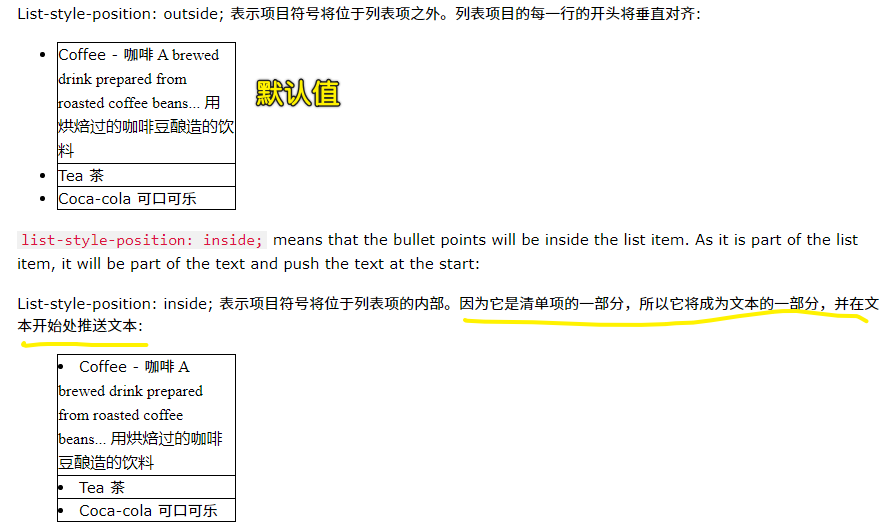 List-style-position: outside; 表示项目符号将位于列表项之外。列表项目的每一行的开头将垂直对齐:
• Coffee - 咖啡 A brewed
drink prepared from
roasted coffee beans... 用
烘焙过的咖啡豆酿造的饮
料
默认值
• Tea 茶
• Coca-cola 可口可乐
list-style-position: inside; means that the bullet points will be inside the list item. As it is part of the list
item, it will be part of the text and push the text at the start:
List-style-position: inside; 表示项目符号将位于列表项的内部。因为它是清单项的一部分，所以它将成为文本的一部分，并在文
本开始处推送文本:
• Coffee - 咖啡 A
brewed drink prepared
from roasted coffee
beans... 用烘焙过的咖啡
豆酿造的饮料
• Tea 茶
• Coca-cola 可口可乐